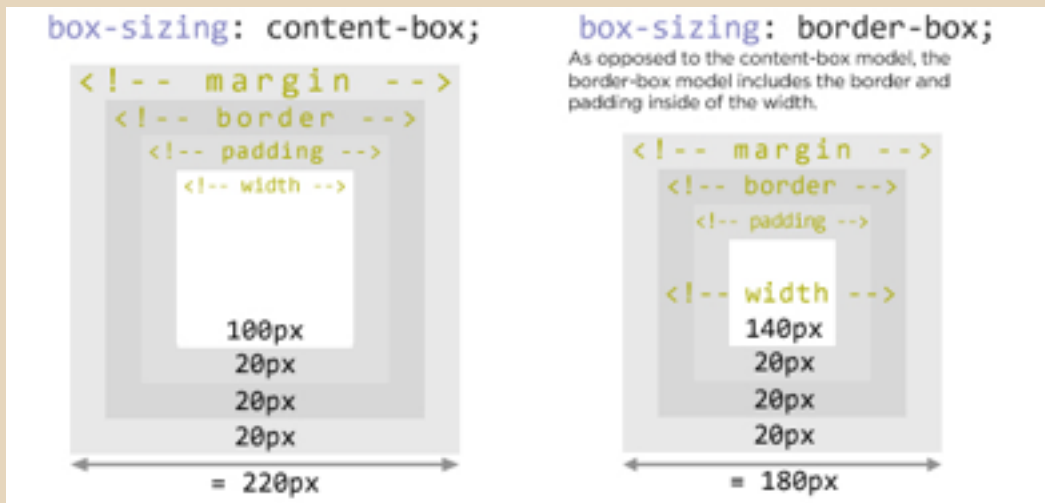 box-sizing: content-box;
<!-- margin -->
<!-- border -->
<!-- padding -->
<!-- width -->
100px
20px
20px
20px
= 220px
box-sizing: border-box;
As opposed to the content-box model, the
border-box model includes the border and
padding inside of the width.
<!-- margin -->
<!-- border -->
<!-- padding -->
<!-- width -->
140px
20px
20px
20px
= 180px